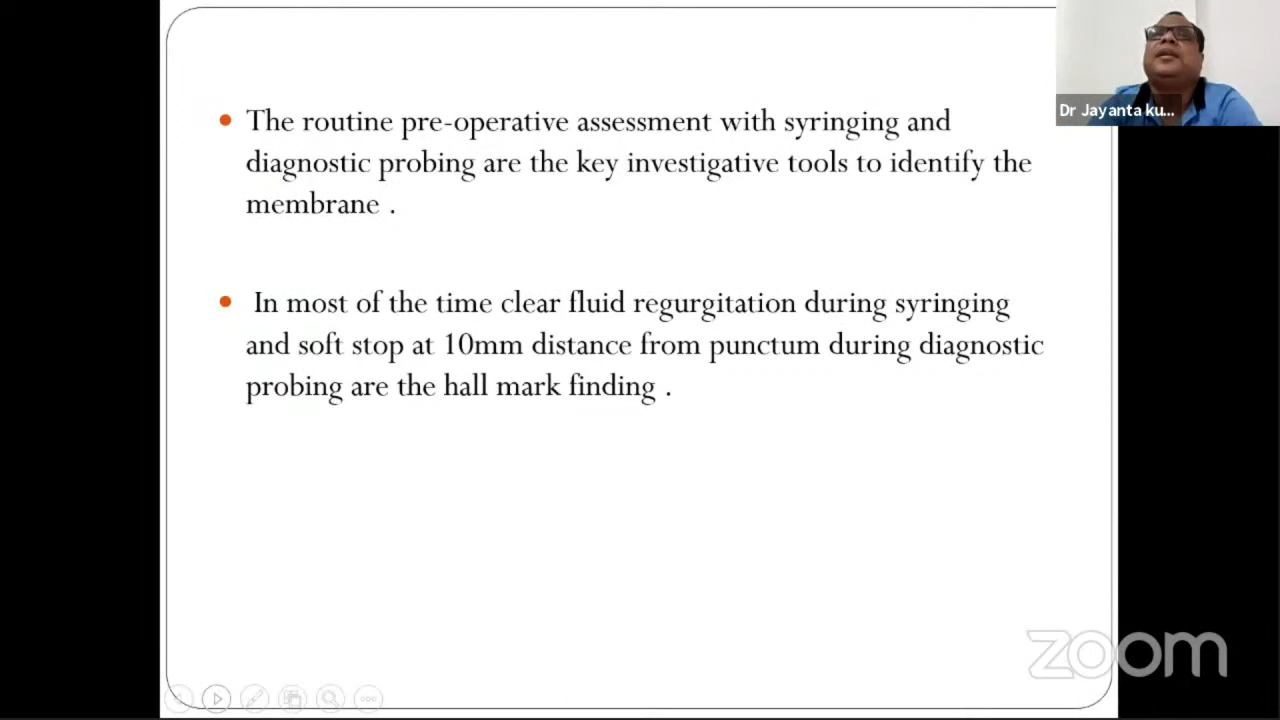 The routine pre-operative assessment with syringing and
diagnostic probing are the key investigative tools to identify the
membrane .
In most of the time clear fluid regurgitation during syringing
and soft stop at 10mm distance from punctum during diagnostic
probing are the hall mark finding .
Dr Jayanta ku...
zoom